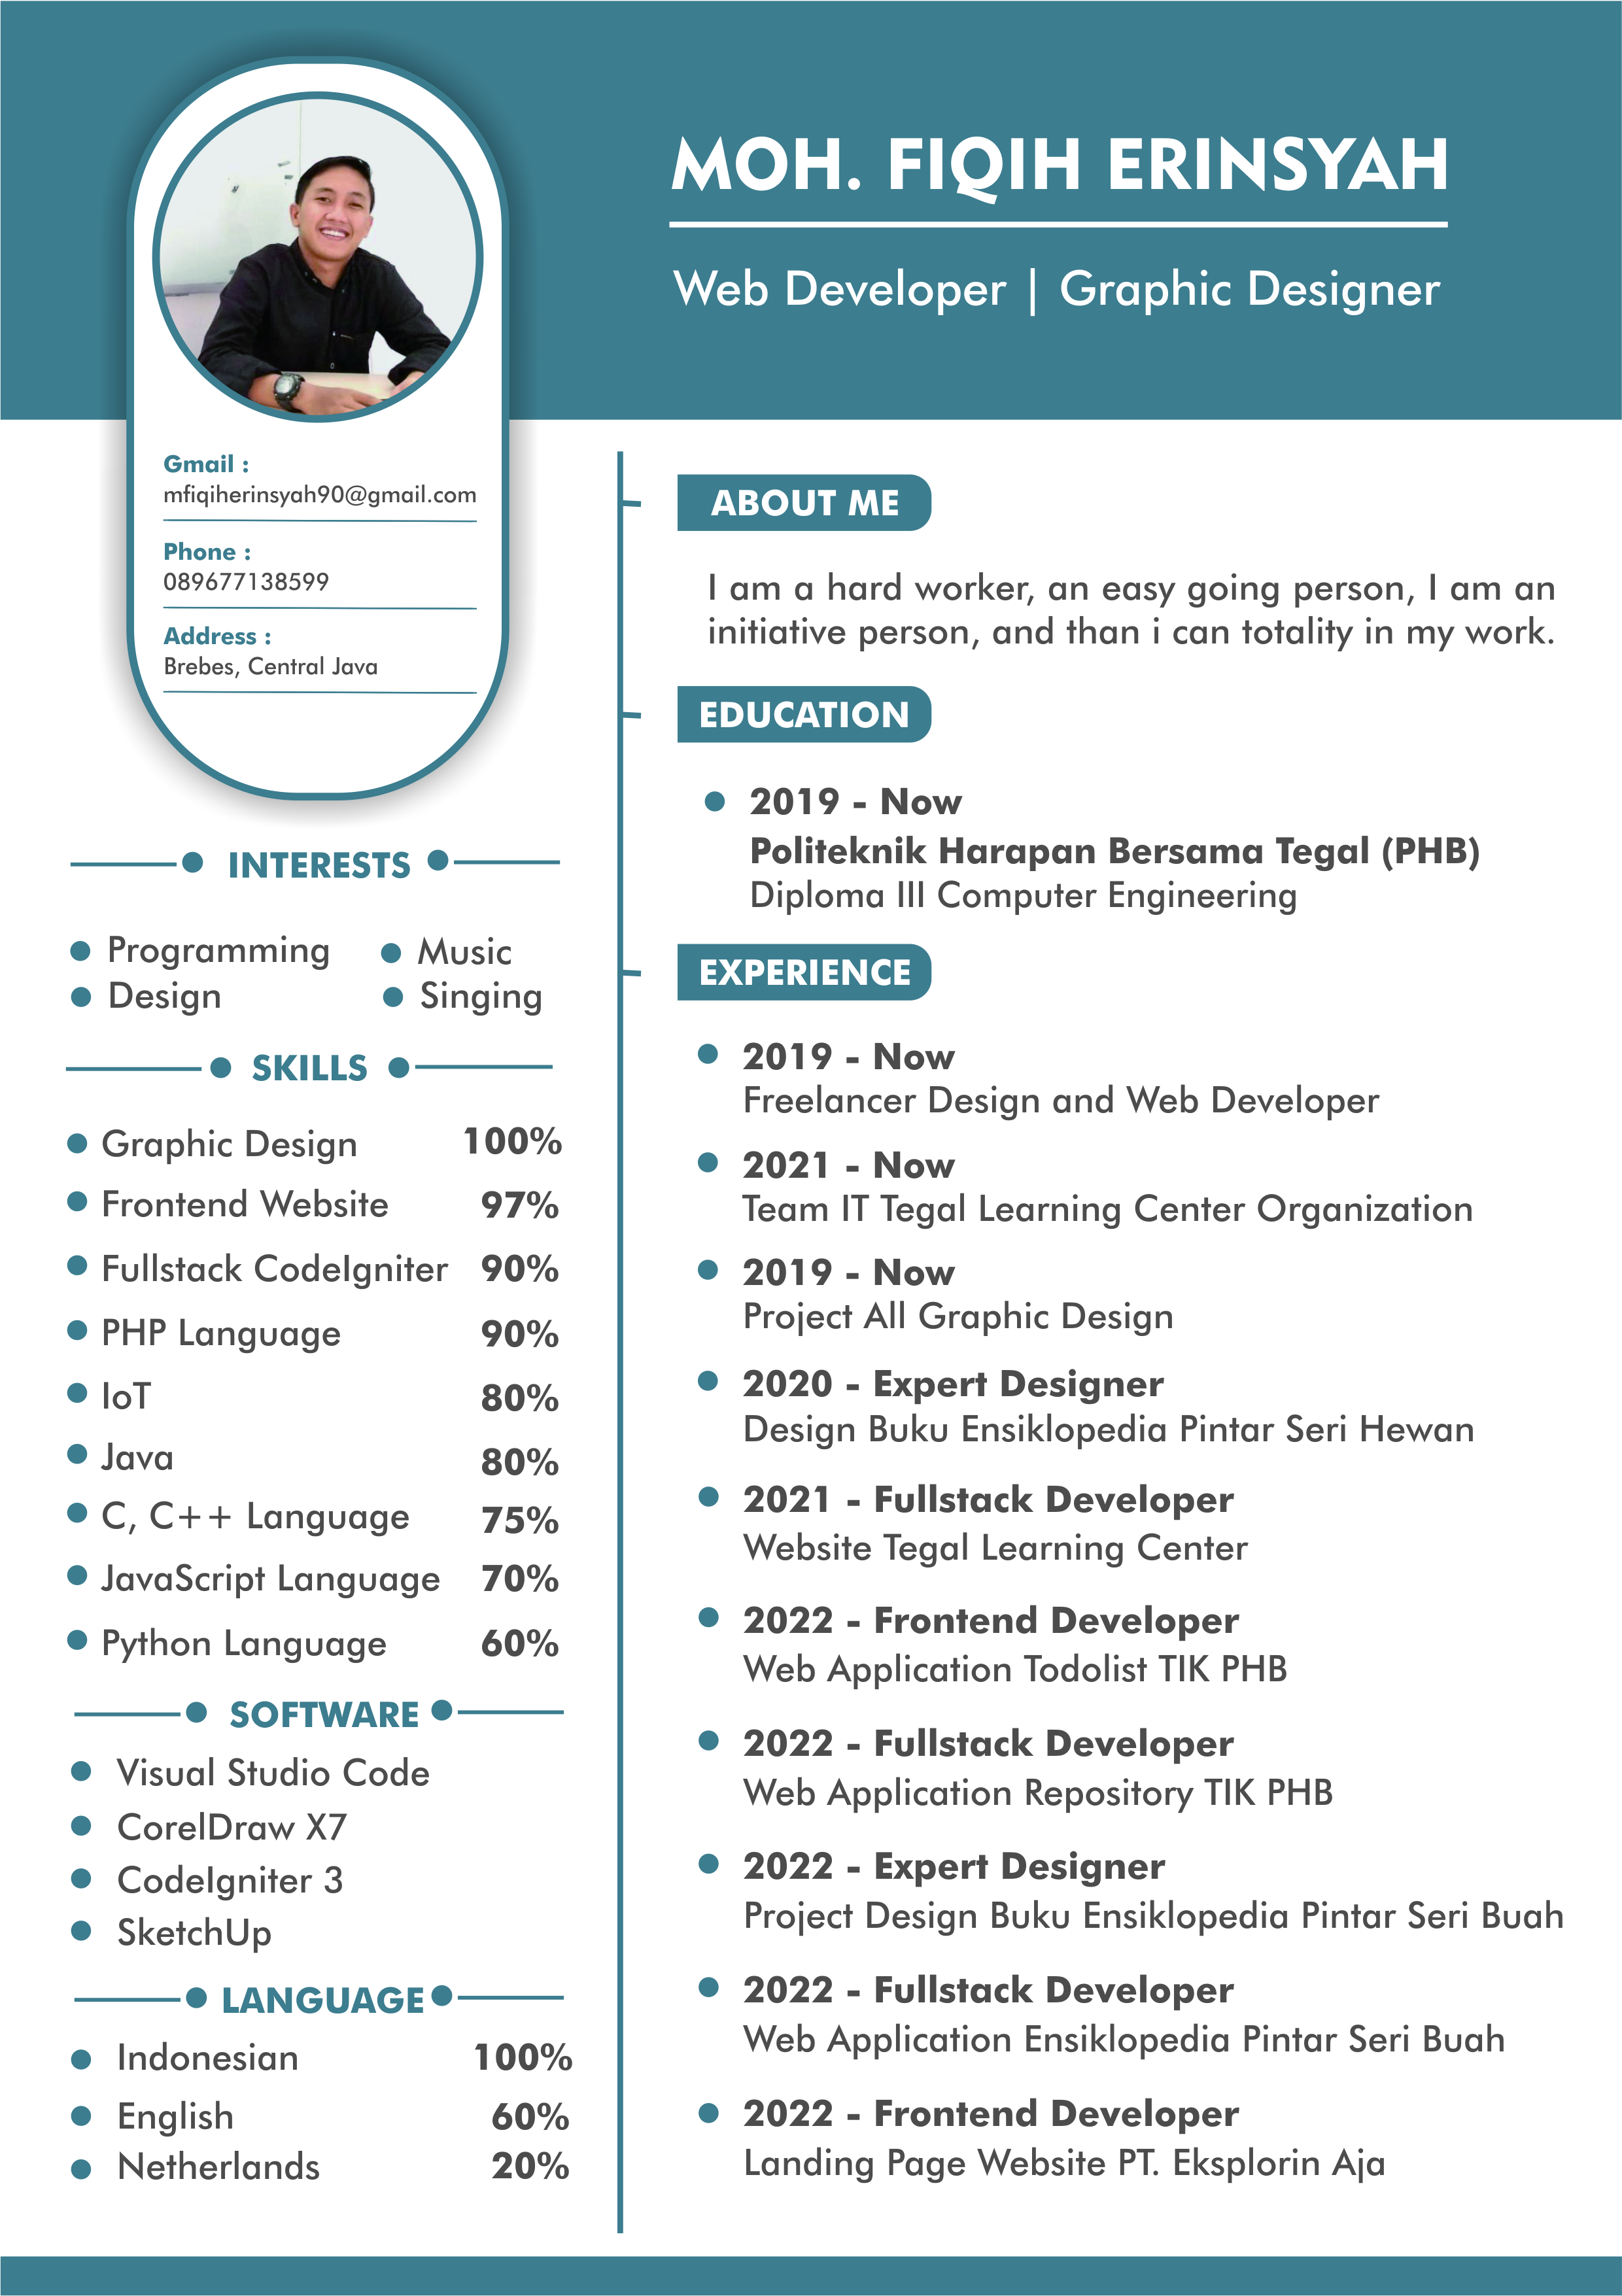 MOH. FIQIH ERINSYAH
Web Developer | Graphic Designer
Gmail :
mfiqiherinsyah90@gmail.com
Phone :
089677138599
Address :
Brebes, Central Java
INTERESTS
Programming
Design
Music
Singing
SKILLS
Graphic Design 100%
Frontend Website 97%
Fullstack CodeIgniter 90%
PHP Language 90%
IoT 80%
Java 80%
C, C++ Language 75%
JavaScript Language 70%
Python Language 60%
SOFTWARE
Visual Studio Code
CorelDraw X7
CodeIgniter 3
SketchUp
LANGUAGE
Indonesian 100%
English 60%
Netherlands 20%
ABOUT ME
I am a hard worker, an easy going person, I am an
initiative person, and than i can totality in my work.
EDUCATION
2019 - Now
Politeknik Harapan Bersama Tegal (PHB)
Diploma III Computer Engineering
EXPERIENCE
2019 - Now
Freelancer Design and Web Developer
2021 - Now
Team IT Tegal Learning Center Organization
2019 - Now
Project All Graphic Design
2020 - Expert Designer
Design Buku Ensiklopedia Pintar Seri Hewan
2021 - Fullstack Developer
Website Tegal Learning Center
2022 - Frontend Developer
Web Application Todolist TIK PHB
2022 - Fullstack Developer
Web Application Repository TIK PHB
2022 - Expert Designer
Project Design Buku Ensiklopedia Pintar Seri Buah
2022 - Fullstack Developer
Web Application Ensiklopedia Pintar Seri Buah
2022 - Frontend Developer
Landing Page Website PT. Eksplorin Aja